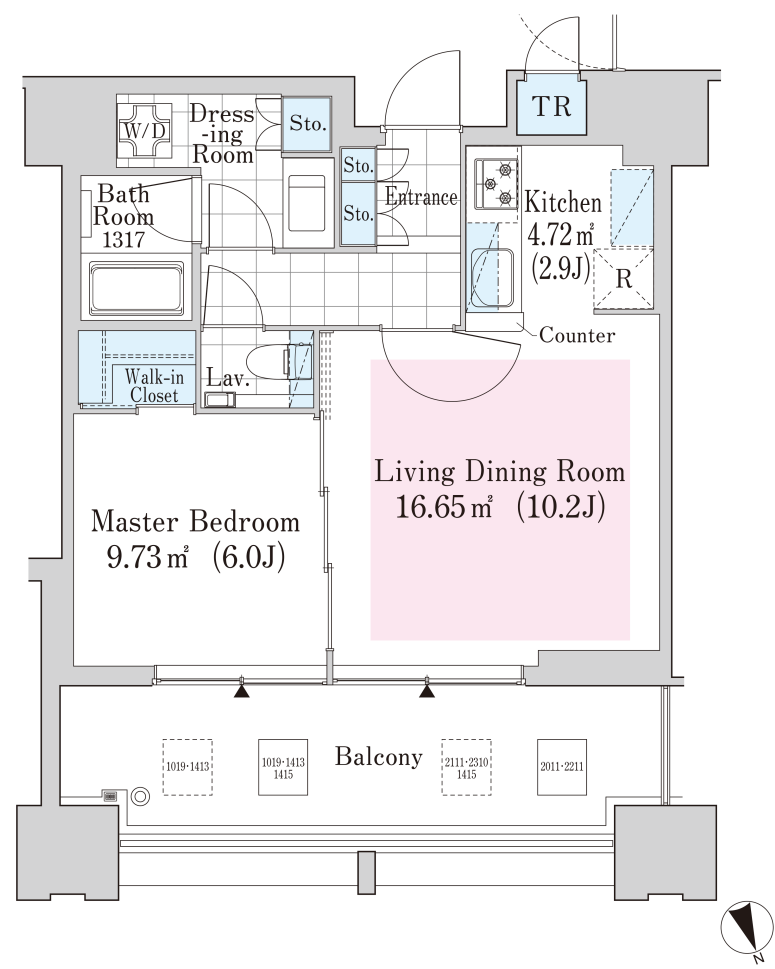 TR
W/D
Dress
-ing
Room
Sto.
Sto.
Sto.
Entrance
Bath
Room
1317
Kitchen
4.72㎡
(2.9J)
R
Counter
Walk-in
Closet
Lav.
Living Dining Room
16.65㎡ (10.2J)
Master Bedroom
9.73㎡ (6.0J)
Balcony
1019･1413
1019･1413
1415
2111･2310
1415
2011･2211
N